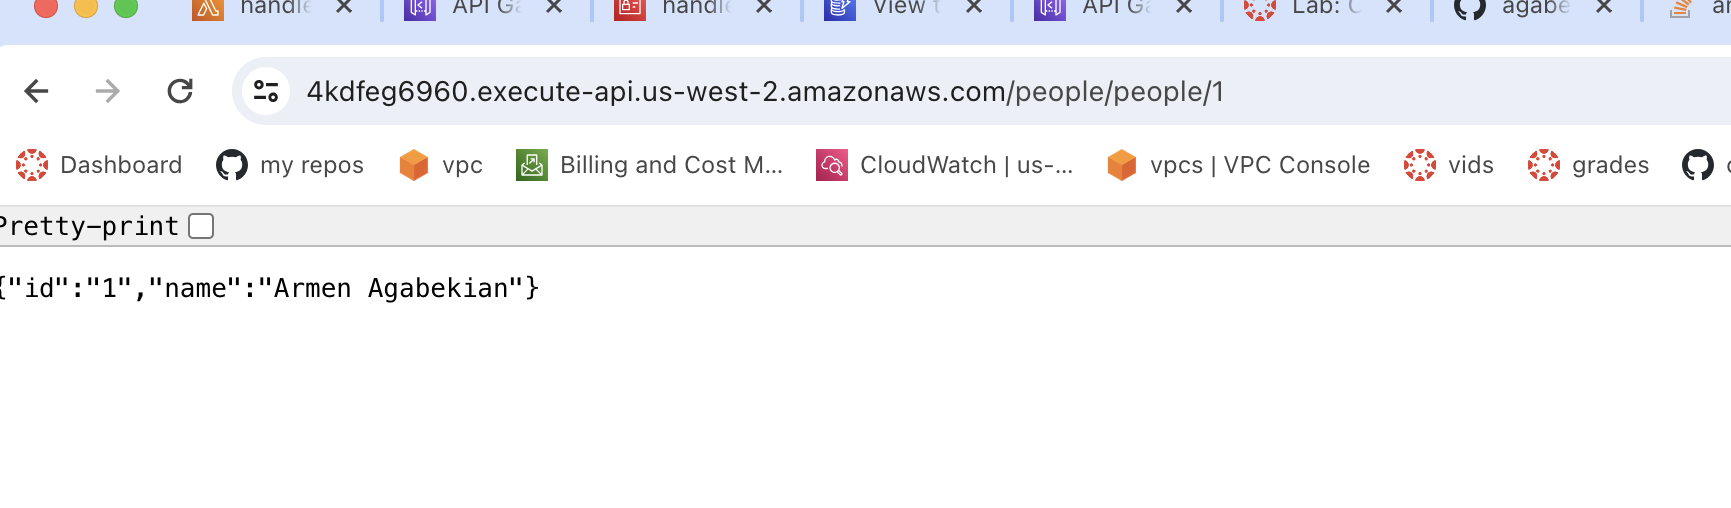 handle API Ga handle View t API Ga Lab: C agabe
4kdfeg6960.execute-api.us-west-2.amazonaws.com/people/people/1
Dashboard my repos vpc Billing and Cost M... CloudWatch | us-... vpcs | VPC Console vids grades
Pretty-print
{"id":"1","name":"Armen Agabekian"}